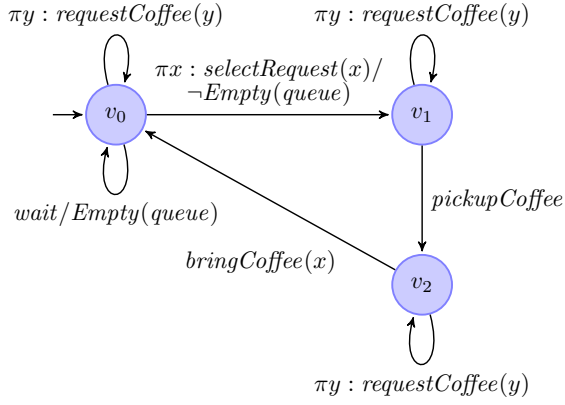 πy : requestCoffee(y)
πy : requestCoffee(y)
πx : selectRequest(x)/
¬Empty(queue)
v₀
v₁
wait/Empty(queue)
pickupCoffee
bringCoffee(x)
v₂
πy : requestCoffee(y)